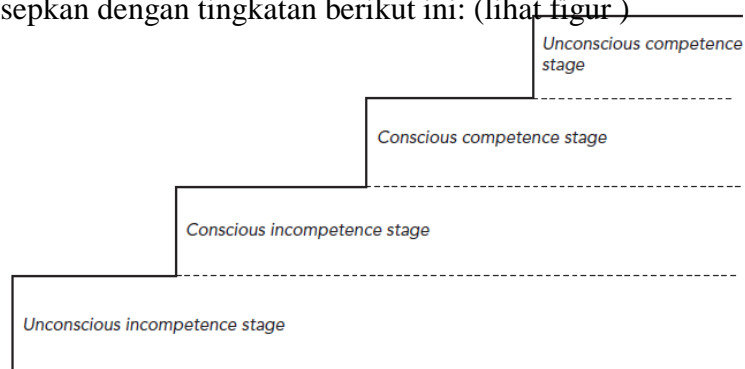 sepkan dengan tingkatan berikut ini: (lihat figur )
Unconscious competence
stage
Conscious competence stage
Conscious incompetence stage
Unconscious incompetence stage